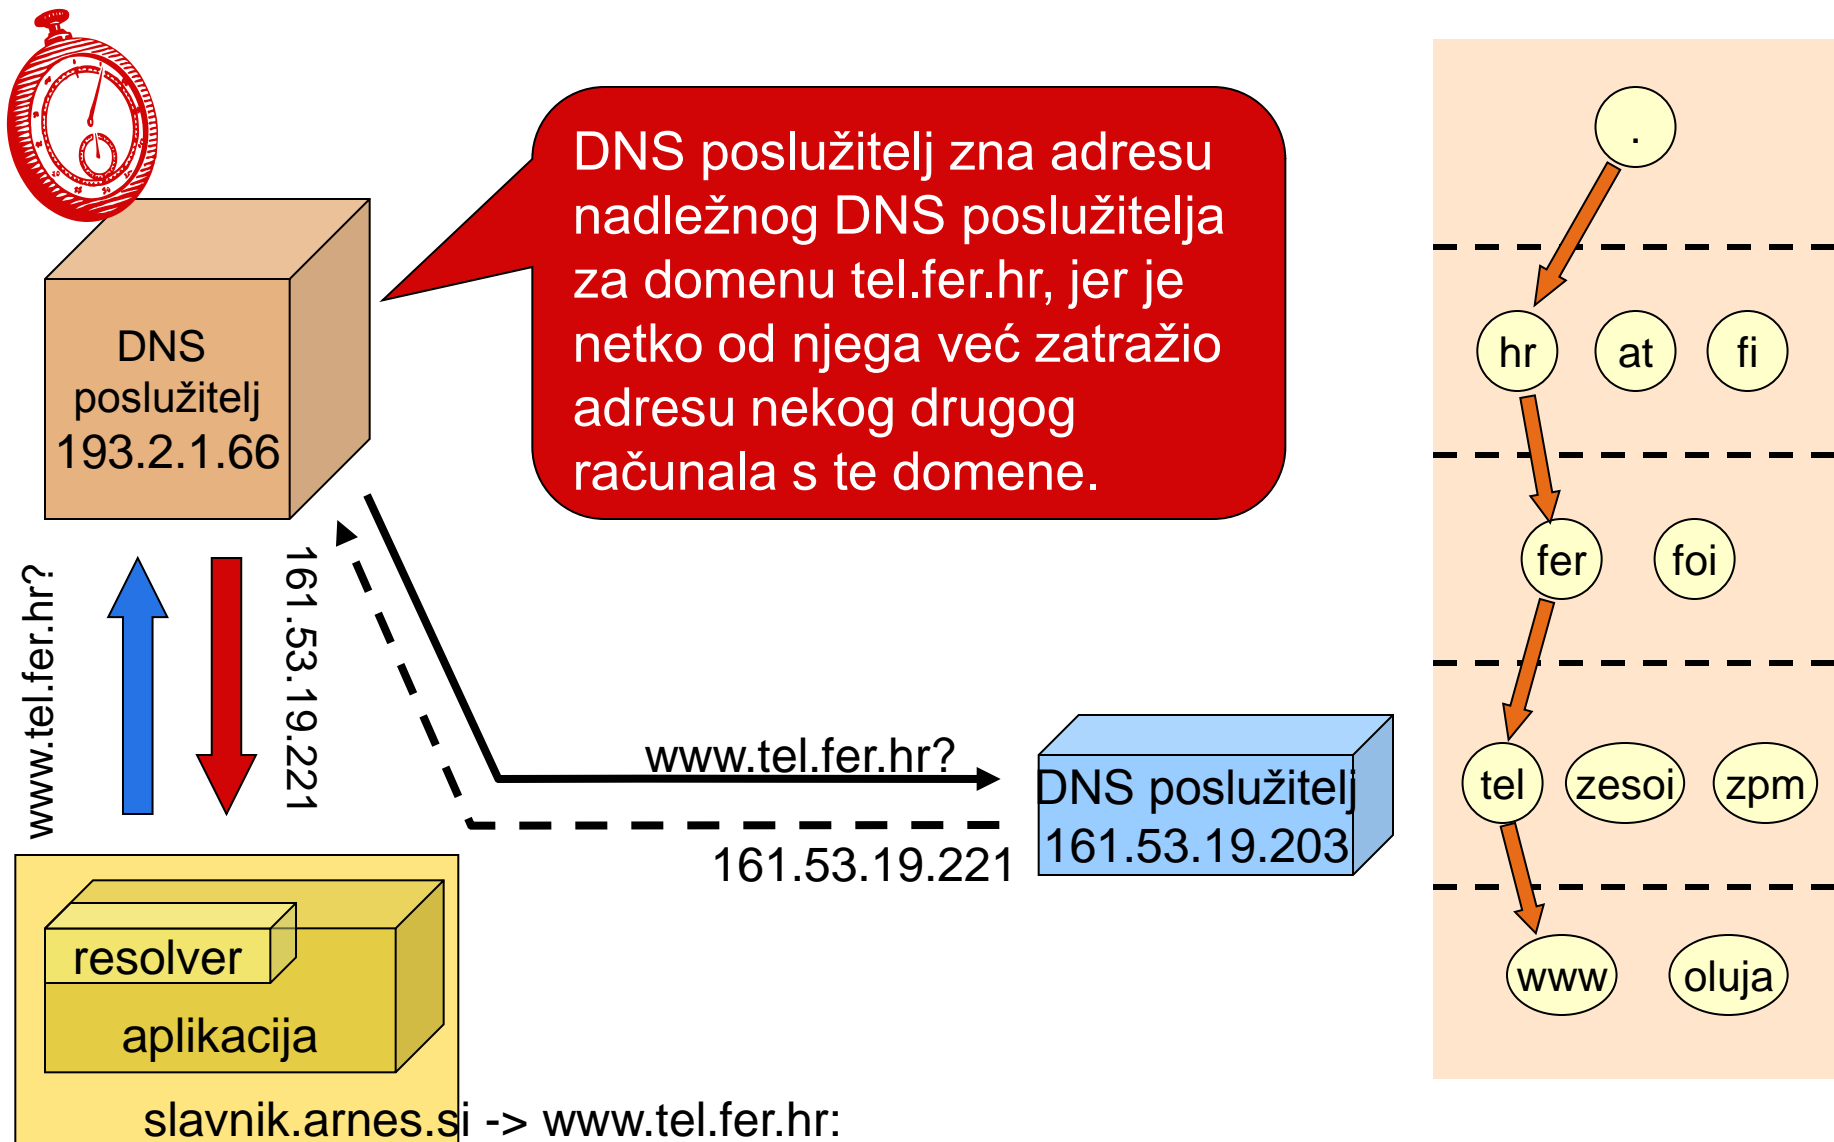 DNS poslužitelj zna adresu
nadležnog DNS poslužitelja
za domenu tel.fer.hr, jer je
netko od njega već zatražio
adresu nekog drugog
računala s te domene.
DNS
poslužitelj
193.2.1.66
www.tel.fer.hr?
161.53.19.221
www.tel.fer.hr?
161.53.19.221
DNS poslužitelj
161.53.19.203
resolver
aplikacija
slavnik.arnes.si -> www.tel.fer.hr:
.
hr at fi
fer foi
tel zesoi zpm
www oluja